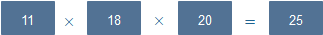 11 × 18 × 20 = 25